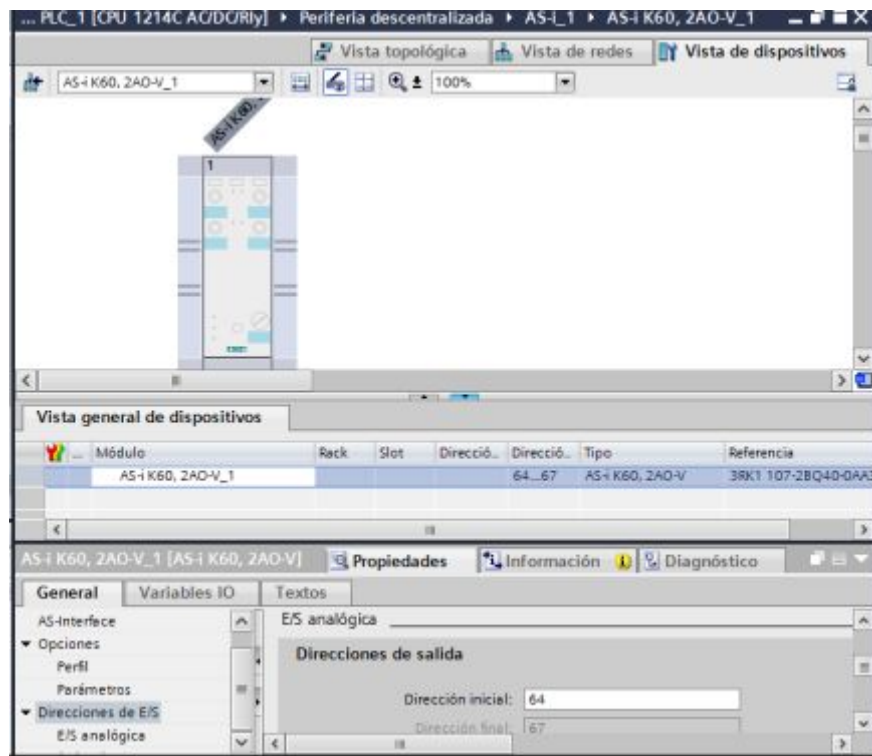 ... PLC_1 [CPU 1214C AC/DC/Rly] ▸ Periferia descentralizada ▸ AS-i_1 ▸ AS-i K60, 2AO-V_1
Vista topológica Vista de redes Vista de dispositivos
AS-i K60, 2AO-V_1 100%
AS-i K60,
1
Vista general de dispositivos
... Módulo Rack Slot Direcció... Direcció... Tipo Referencia
AS-i K60, 2AO-V_1 64...67 AS-i K60, 2AO-V 3RK1 107-2BQ40-0AA3
AS-i K60, 2AO-V_1 [AS-i K60, 2AO-V] Propiedades Información Diagnóstico
General Variables IO Textos
AS-Interface
Opciones
Perfil
Parámetros
Direcciones de E/S
E/S analógica
E/S analógica
Direcciones de salida
Dirección inicial: 64
Dirección final: 67